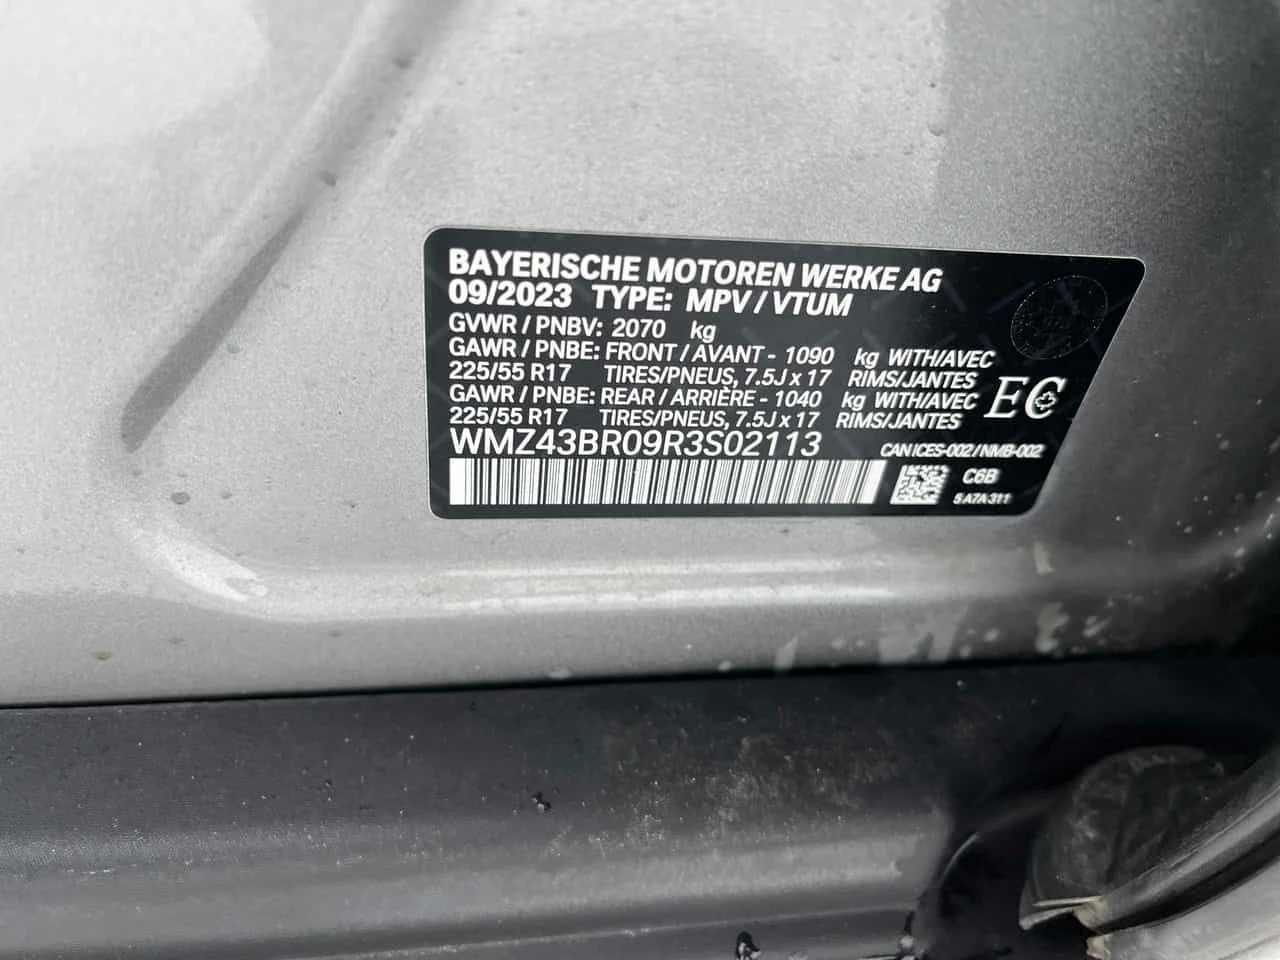 BAYERISCHE MOTOREN WERKE AG
09/2023 TYPE: MPV / VTUM
GVWR / PNBV: 2070 kg
GAWR / PNBE: FRONT / AVANT - 1090 kg WITH/AVEC
225/55 R17 TIRES/PNEUS, 7.5J x 17 RIMS/JANTES
GAWR / PNBE: REAR / ARRIÈRE - 1040 kg WITH/AVEC
225/55 R17 TIRES/PNEUS, 7.5J x 17 RIMS/JANTES
EC
WMZ43BR09R3S02113
CAN ICES-002 / NMB-002
C6B
5 A7A 311